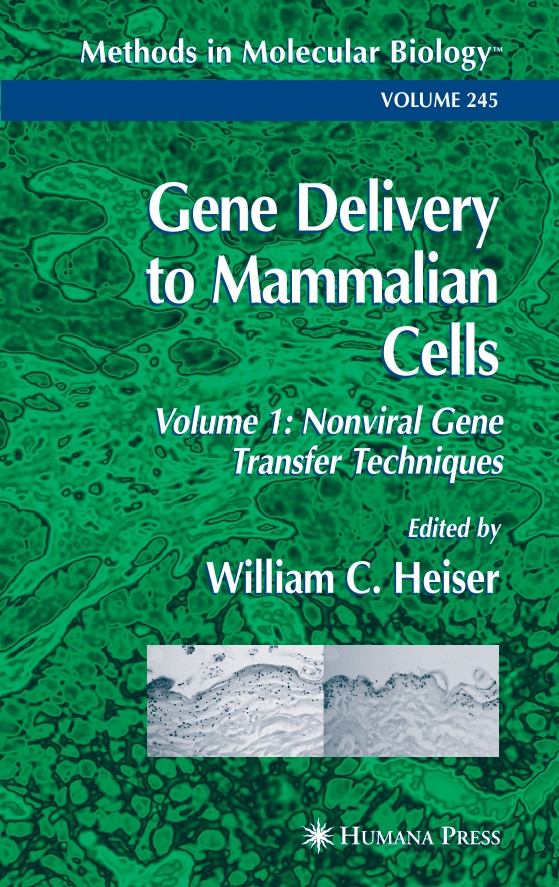 Methods in Molecular Biology™
VOLUME 245
Gene Delivery
to Mammalian
Cells
Volume 1: Nonviral Gene
Transfer Techniques
Edited by
William C. Heiser
HUMANA PRESS